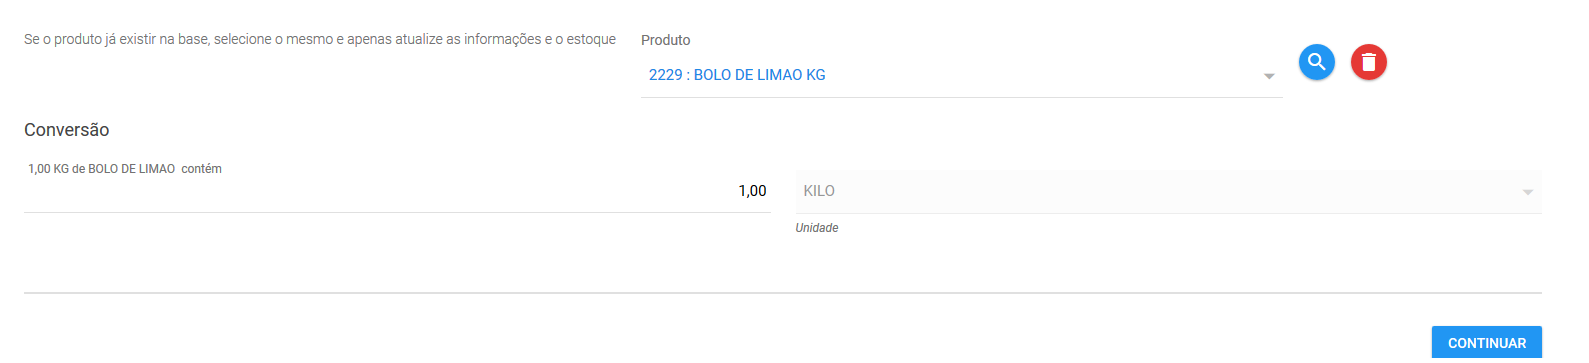 Se o produto já existir na base, selecione o mesmo e apenas atualize as informações e o estoque
Produto
2229 : BOLO DE LIMAO KG
Conversão
1,00 KG de BOLO DE LIMAO  contém
1,00
KILO
Unidade
CONTINUAR